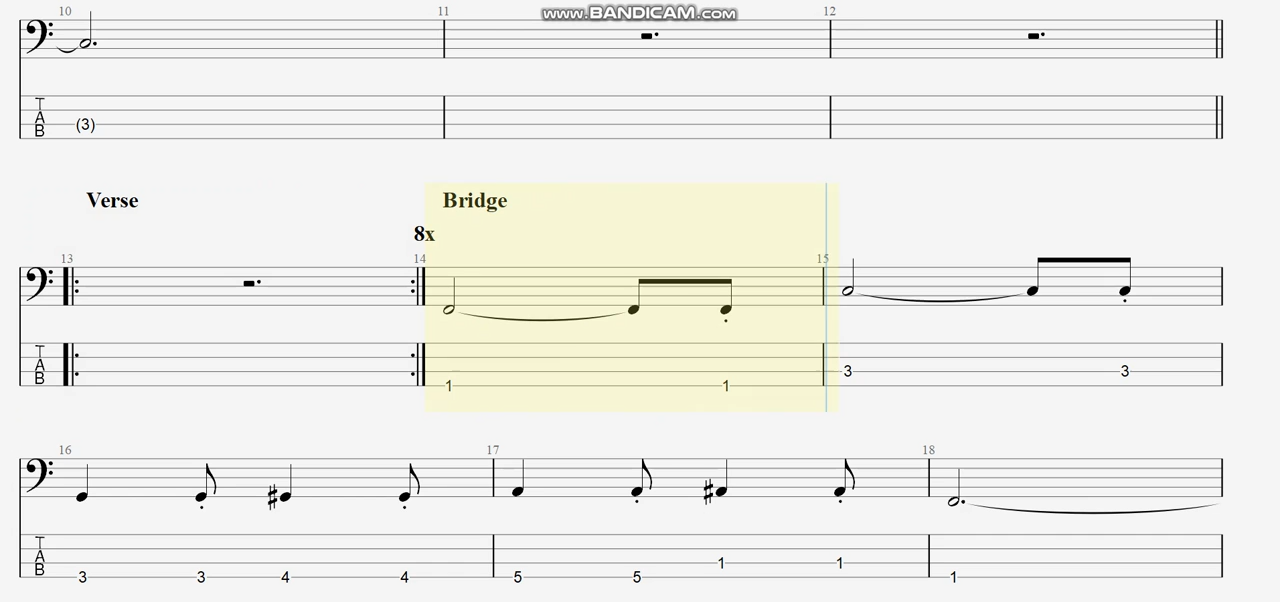 www.BANDICAM.com
10 11 12
T
A
B
(3)
Verse
Bridge
8x
13 14 15
T
A
B
1 1 3 3
16 17 18
T
A
B
3 3 4 4 5 5 1 1 1